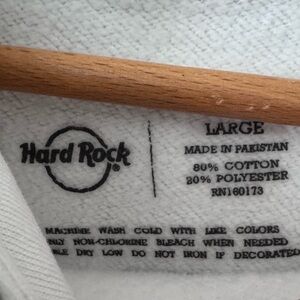 Hard Rock
®
LARGE
MADE IN PAKISTAN
80% COTTON
20% POLYESTER
RN160173
MACHINE WASH COLD WITH LIKE COLORS
NON-CHLORINE BLEACH WHEN NEEDED
DRY LOW DO NOT IRON IF DECORATED